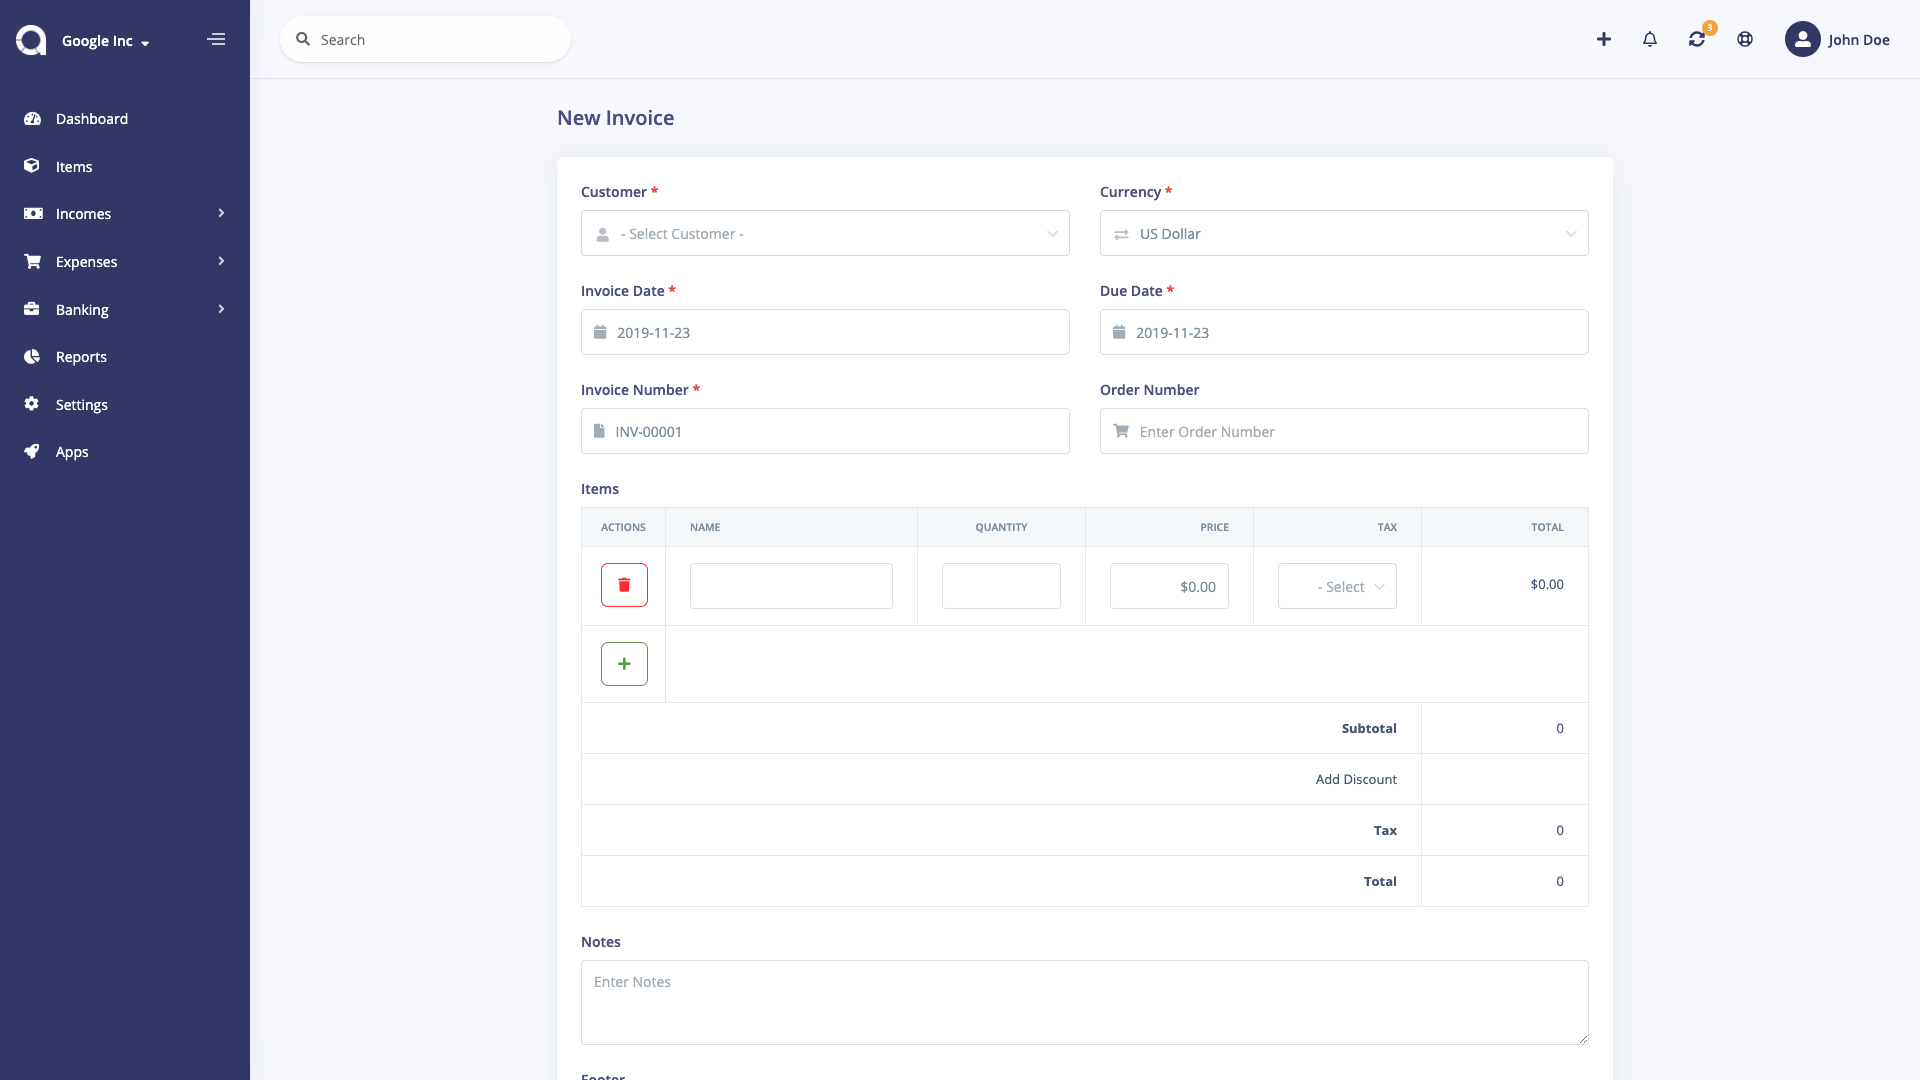 Google Inc
Search
3
John Doe
Dashboard
Items
Incomes
Expenses
Banking
Reports
Settings
Apps
New Invoice
Customer *
Currency *
- Select Customer -
US Dollar
Invoice Date *
Due Date *
2019-11-23
2019-11-23
Invoice Number *
Order Number
INV-00001
Enter Order Number
Items
ACTIONS NAME QUANTITY PRICE TAX TOTAL
$0.00 - Select $0.00
Subtotal 0
Add Discount
Tax 0
Total 0
Notes
Enter Notes
Footer